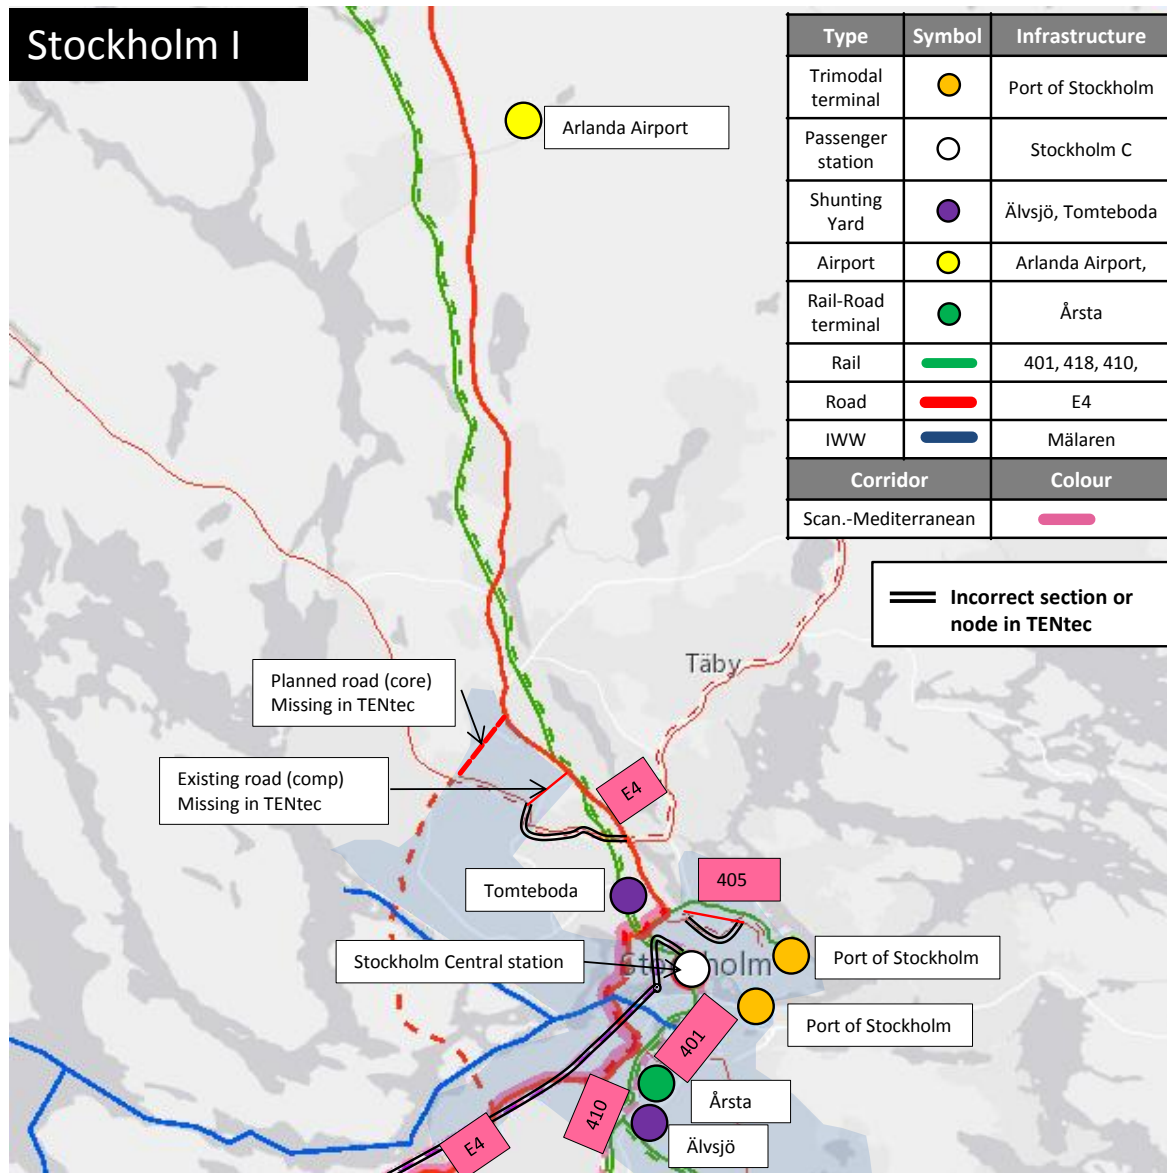 Stockholm I
Type Symbol Infrastructure
Trimodal
terminal
Port of Stockholm
Passenger
station
Stockholm C
Shunting
Yard
Älvsjö, Tomteboda
Airport
Arlanda Airport,
Rail-Road
terminal
Årsta
Rail
401, 418, 410,
Road
E4
IWW
Mälaren
Corridor Colour
Scan.-Mediterranean
Incorrect section or
node in TENtec
Arlanda Airport
Täby
Planned road (core)
Missing in TENtec
Existing road (comp)
Missing in TENtec
E4
Tomteboda
405
Stockholm Central station
Stockholm
Port of Stockholm
Port of Stockholm
401
410
Årsta
Älvsjö
E4